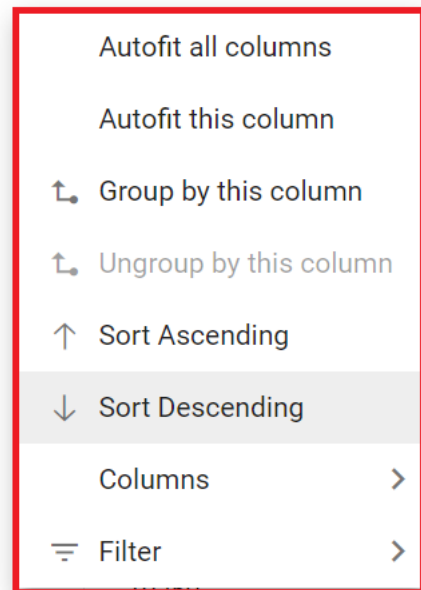 Autofit all columns
Autofit this column
Group by this column
Ungroup by this column
Sort Ascending
Sort Descending
Columns
Filter